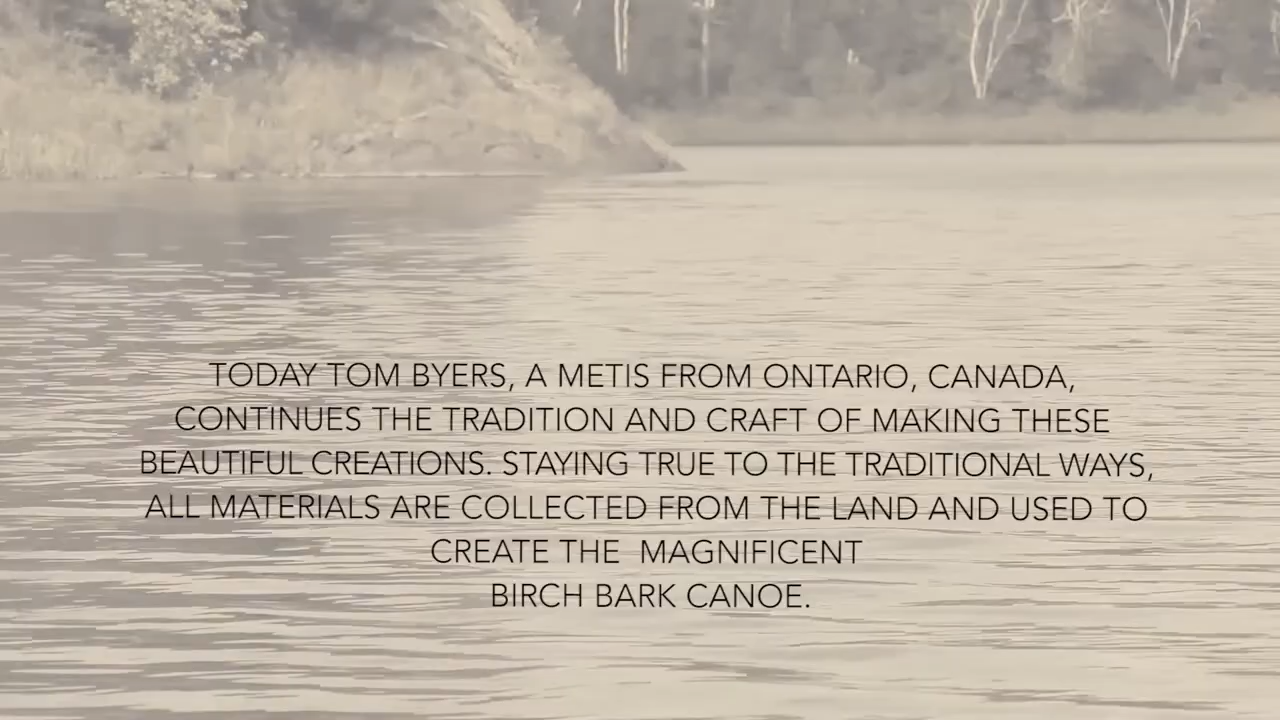 TODAY TOM BYERS, A METIS FROM ONTARIO, CANADA,
CONTINUES THE TRADITION AND CRAFT OF MAKING THESE
BEAUTIFUL CREATIONS. STAYING TRUE TO THE TRADITIONAL WAYS,
ALL MATERIALS ARE COLLECTED FROM THE LAND AND USED TO
CREATE THE  MAGNIFICENT
BIRCH BARK CANOE.